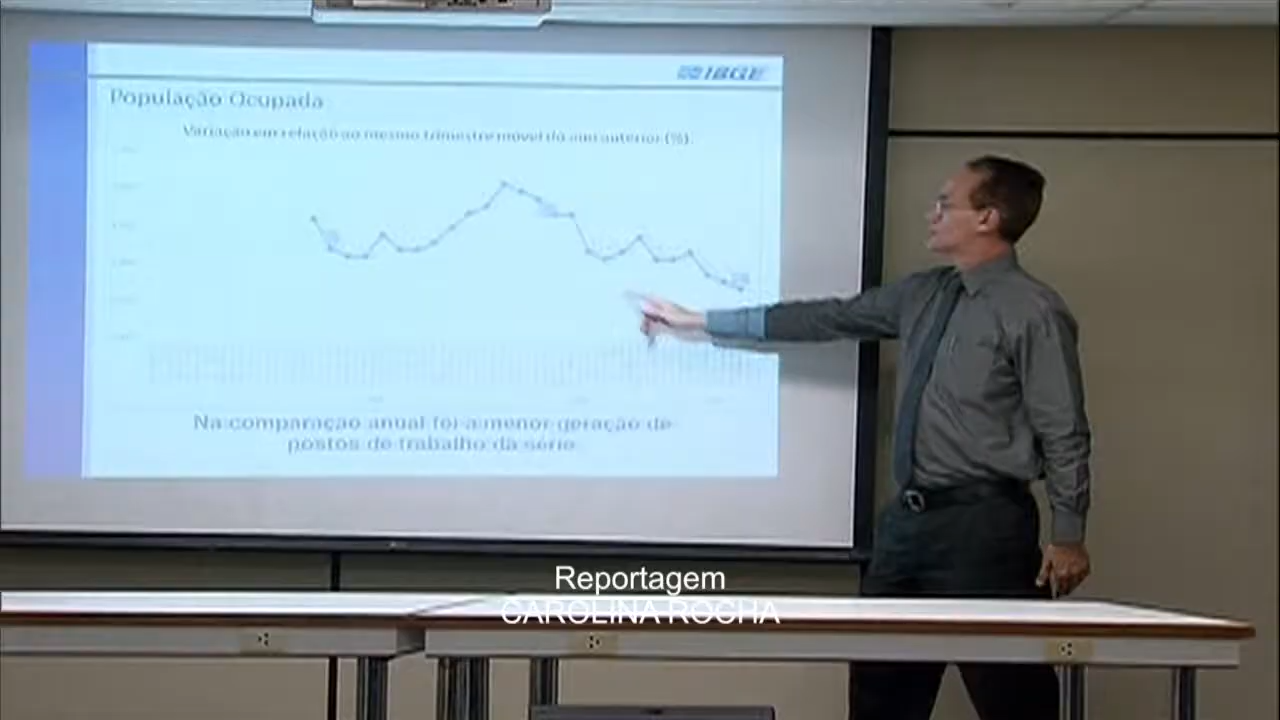 IBGE
População Ocupada
Variação em relação ao mesmo trimestre móvel do ano anterior (%)
Na comparação anual foi a menor geração de
postos de trabalho da série
Reportagem
CAROLINA ROCHA